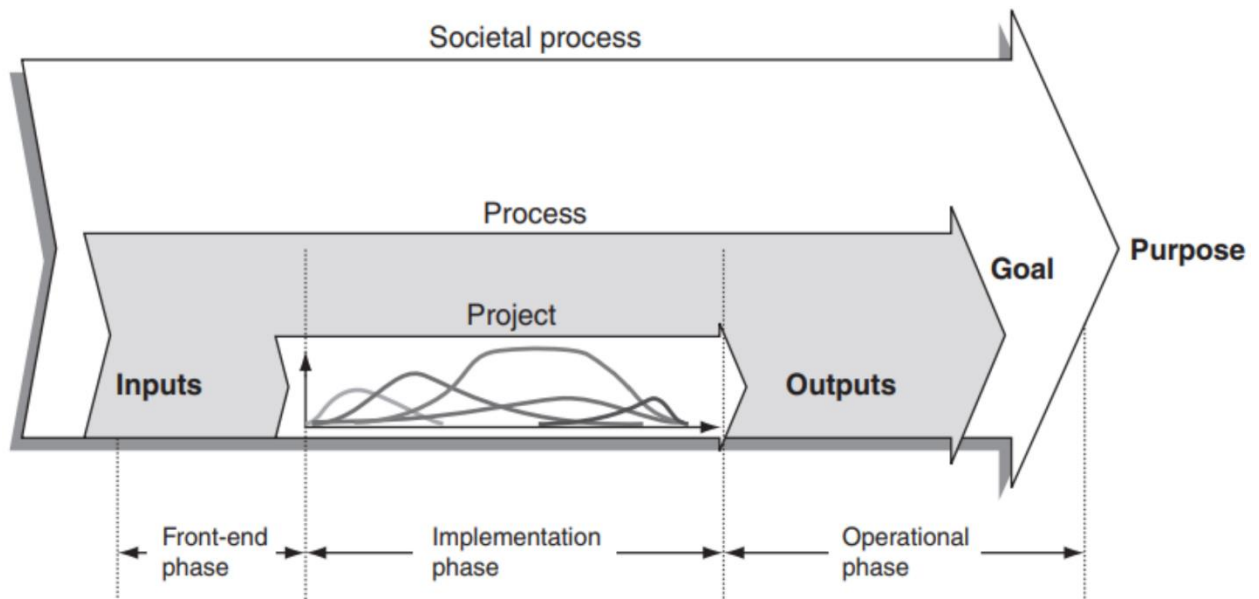 Societal process
Process
Purpose
Goal
Project
Inputs
Outputs
Front-end
phase
Implementation
phase
Operational
phase